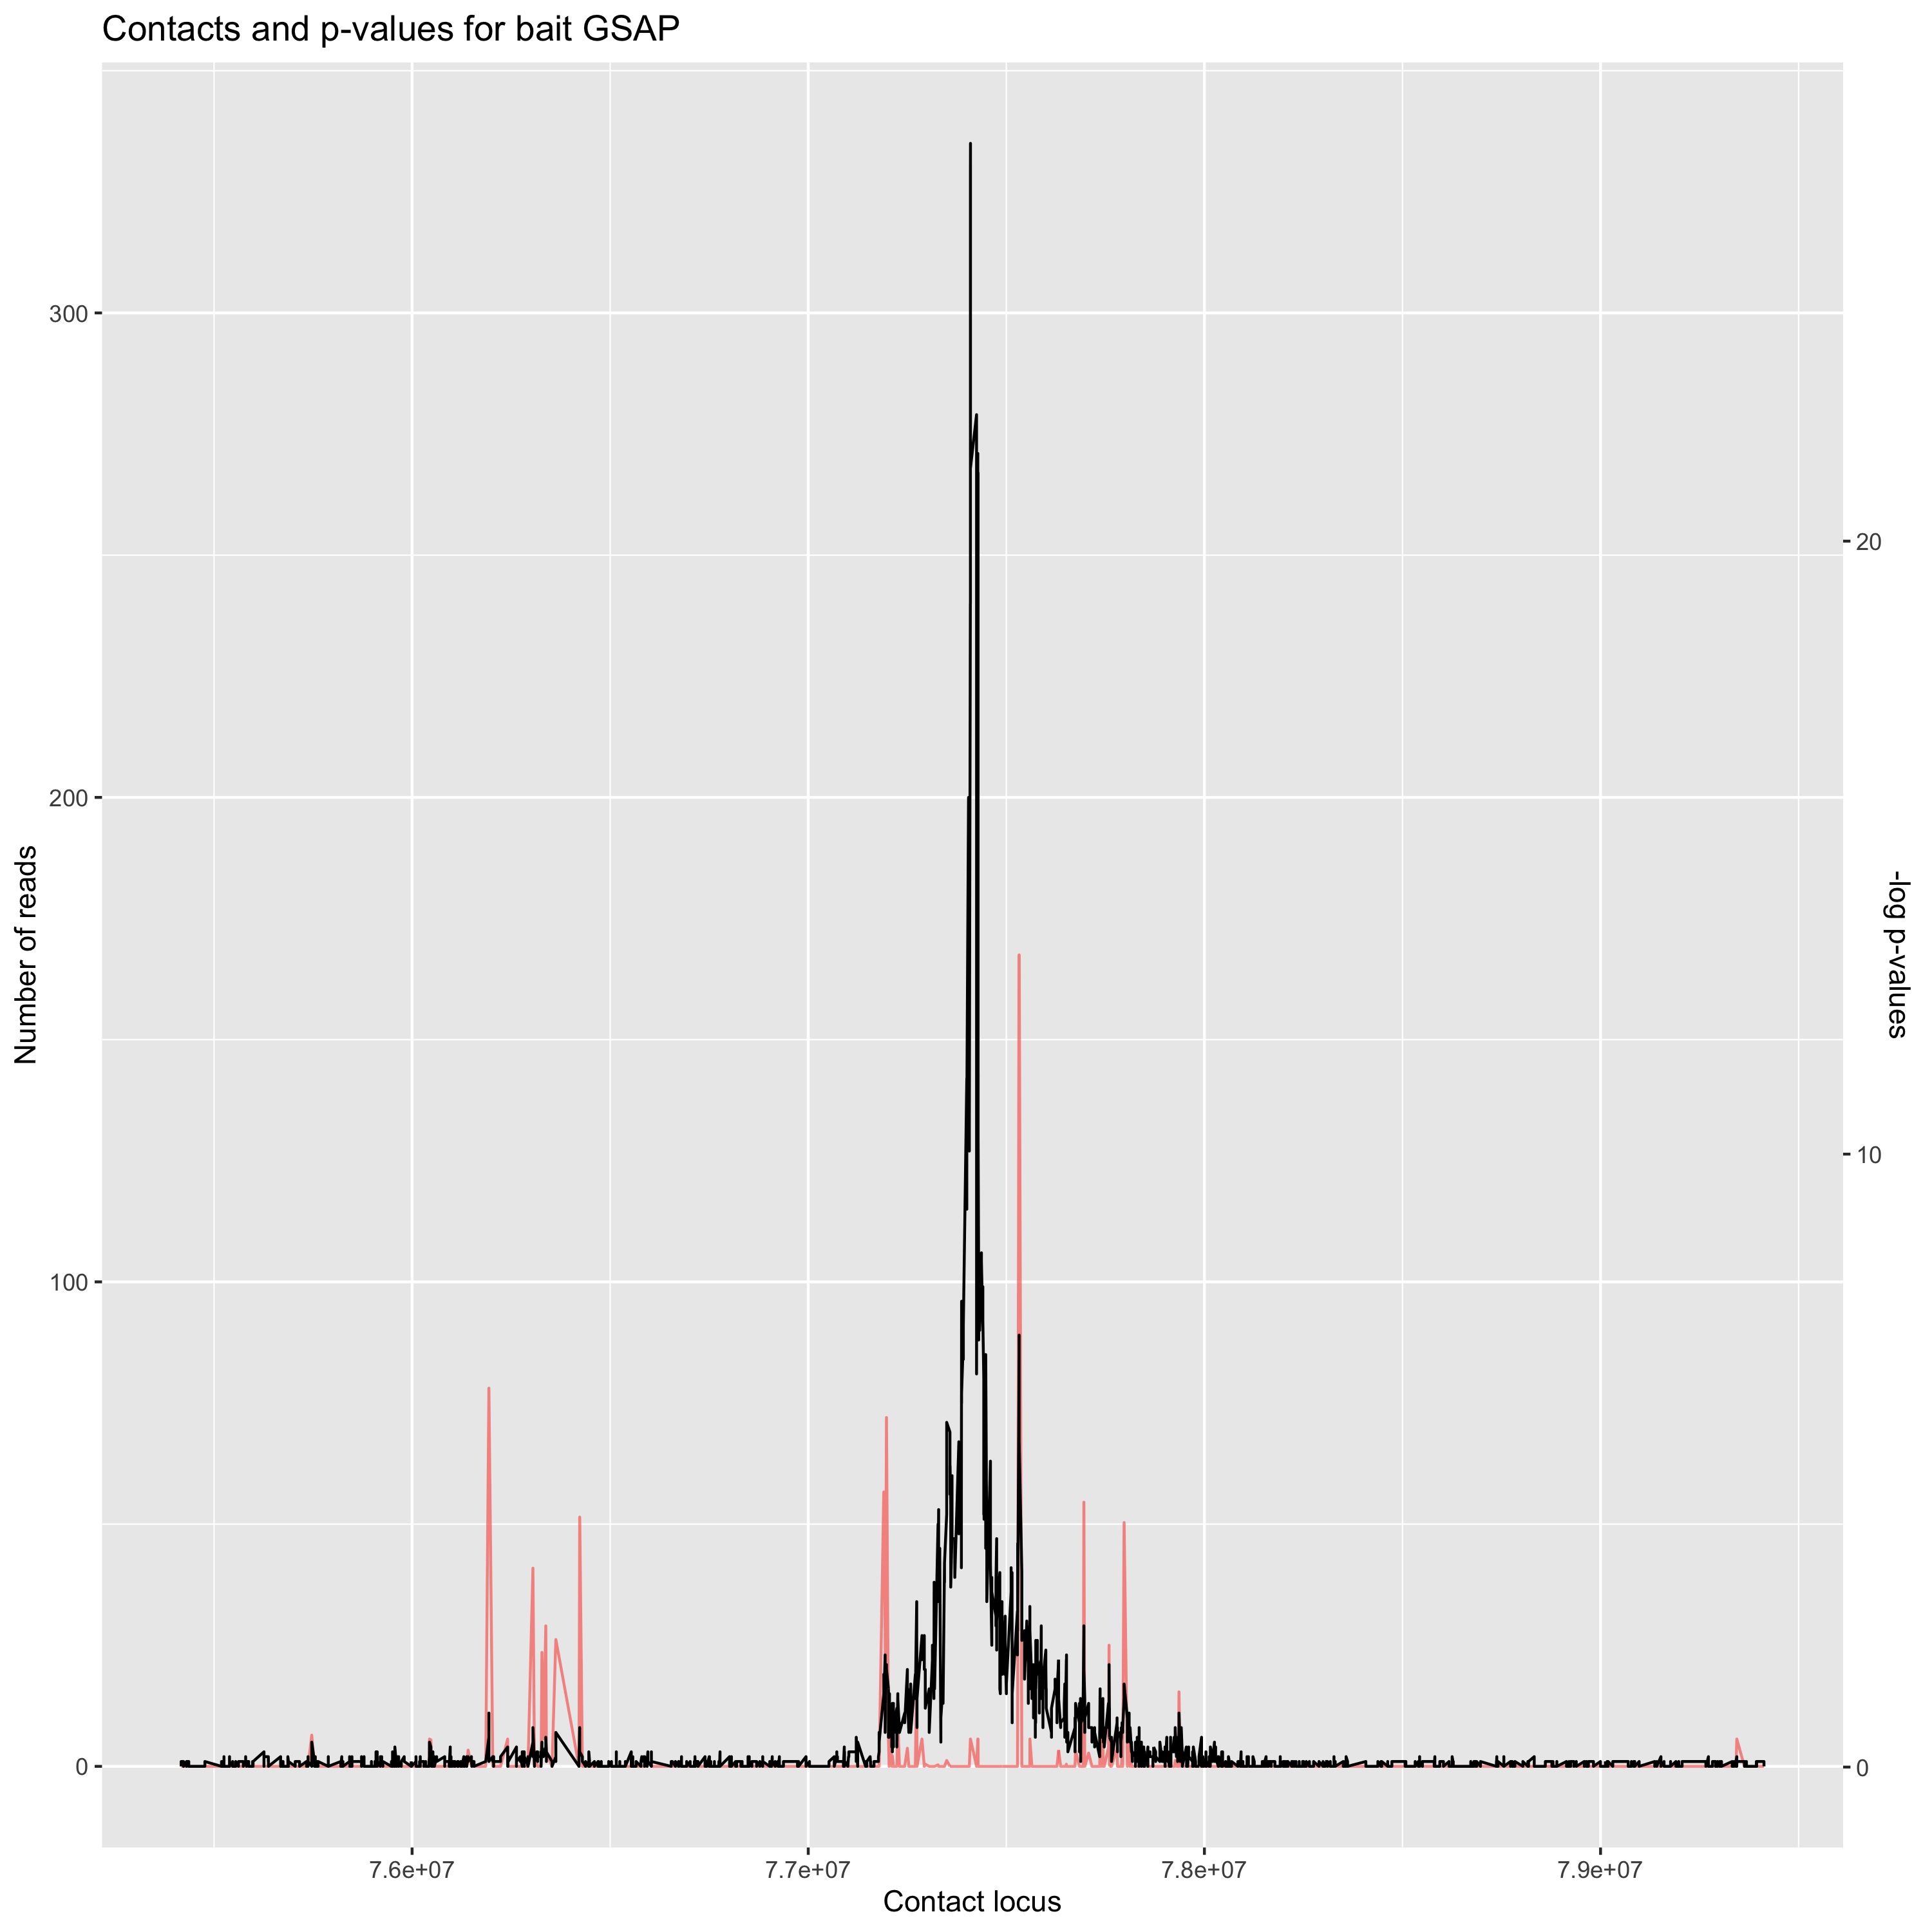 Contacts and p-values for bait GSAP
300
200
100
0
Number of reads
20
10
0
-log p-values
7.6e+07
7.7e+07
7.8e+07
7.9e+07
Contact locus